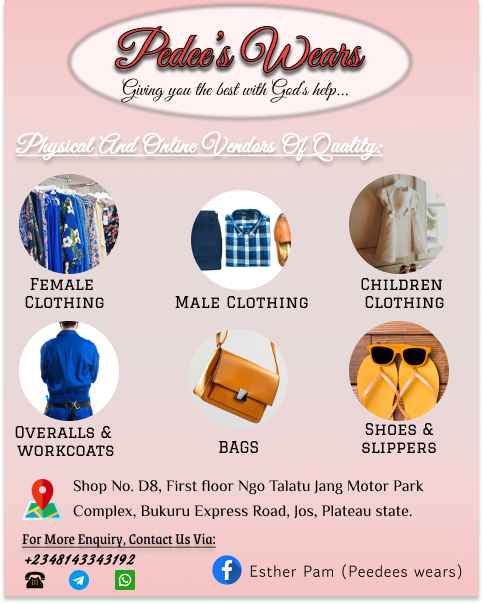 Pedee's Wears
Giving you the best with God's help...
Physical And Online Vendors Of Quality:
Female
Clothing
Male Clothing
Children
Clothing
Overalls &
workcoats
BAGS
Shoes &
slippers
Shop No. D8, First floor Ngo Talatu Jang Motor Park
Complex, Bukuru Express Road, Jos, Plateau state.
For More Enquiry, Contact Us Via:
+2348143343192
Esther Pam (Peedees wears)